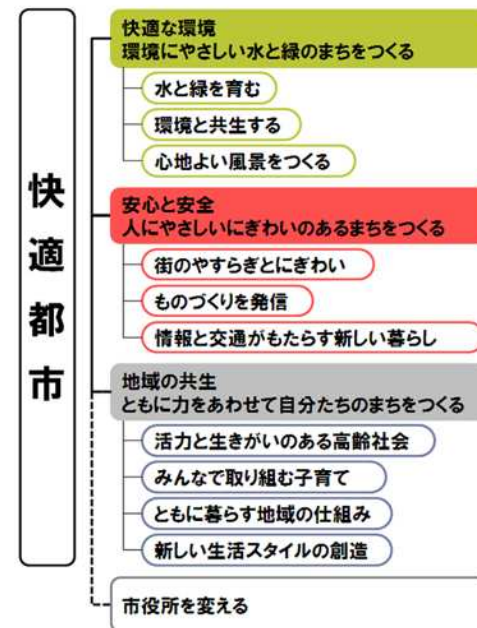 快適都市
快適な環境
環境にやさしい水と緑のまちをつくる
水と緑を育む
環境と共生する
心地よい風景をつくる
安心と安全
人にやさしいにぎわいのあるまちをつくる
街のやすらぎとにぎわい
ものづくりを発信
情報と交通がもたらす新しい暮らし
地域の共生
ともに力をあわせて自分たちのまちをつくる
活力と生きがいのある高齢社会
みんなで取り組む子育て
ともに暮らす地域の仕組み
新しい生活スタイルの創造
市役所を変える